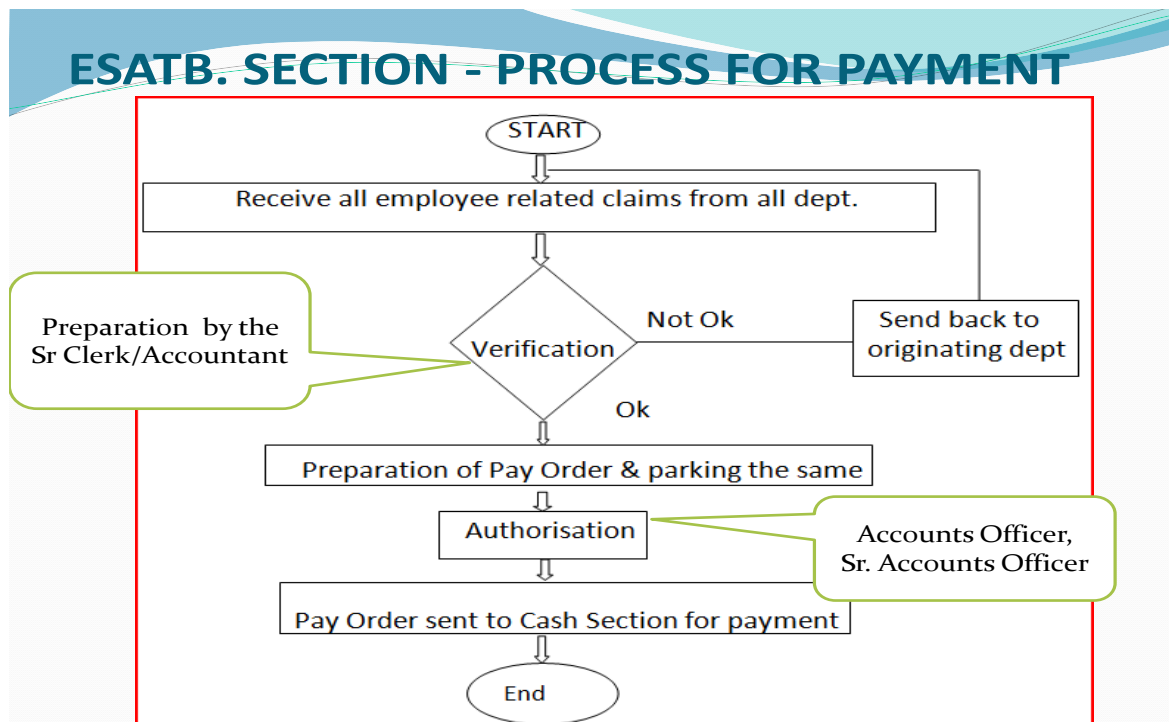 ESATB. SECTION - PROCESS FOR PAYMENT
START
Receive all employee related claims from all dept.
Preparation by the
Sr Clerk/Accountant
Verification
Not Ok
Send back to
originating dept
Ok
Preparation of Pay Order & parking the same
Authorisation
Accounts Officer,
Sr. Accounts Officer
Pay Order sent to Cash Section for payment
End